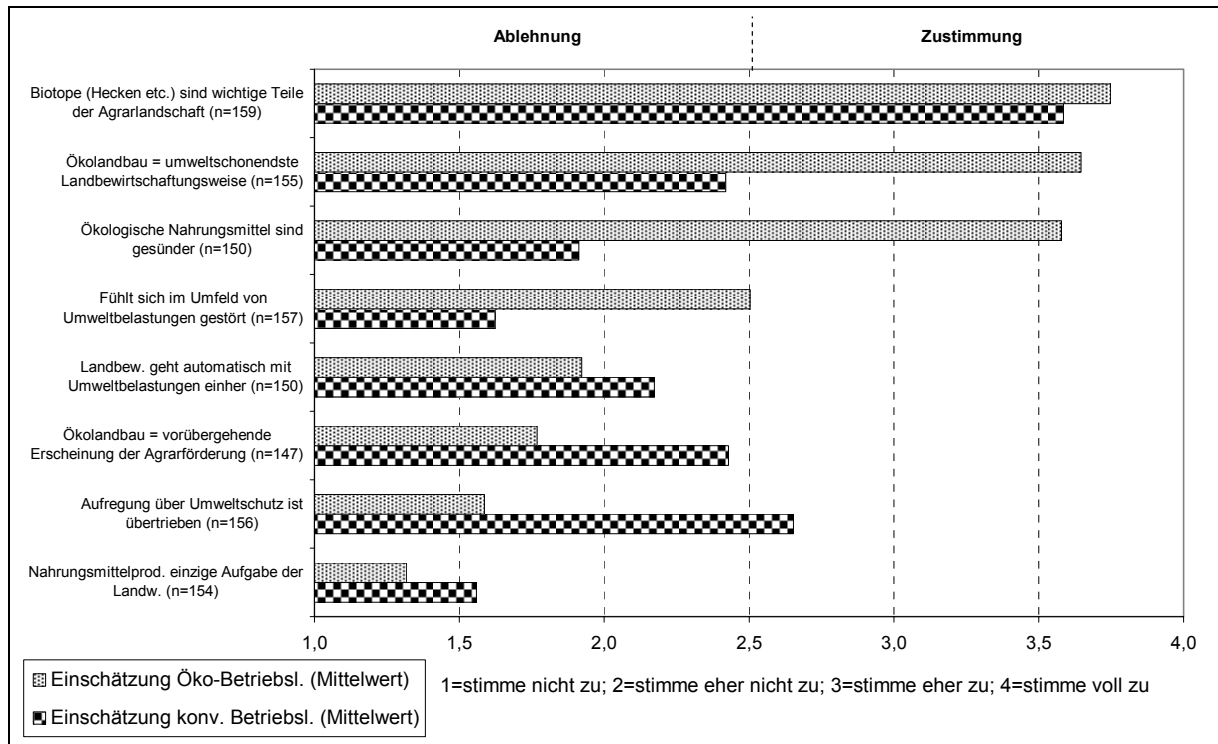 Ablehnung
Zustimmung
Biotope (Hecken etc.) sind wichtige Teile
der Agrarlandschaft (n=159)
Ökolandbau = umweltschonendste
Landbewirtschaftungsweise (n=155)
Ökologische Nahrungsmittel sind
gesünder (n=150)
Fühlt sich im Umfeld von
Umweltbelastungen gestört (n=157)
Landbew. geht automatisch mit
Umweltbelastungen einher (n=150)
Ökolandbau = vorübergehende
Erscheinung der Agrarförderung (n=147)
Aufregung über Umweltschutz ist
übertrieben (n=156)
Nahrungsmittelprod. einzige Aufgabe der
Landw. (n=154)
1,0 1,5 2,0 2,5 3,0 3,5 4,0
Einschätzung Öko-Betriebsl. (Mittelwert)
Einschätzung konv. Betriebsl. (Mittelwert)
1=stimme nicht zu; 2=stimme eher nicht zu; 3=stimme eher zu; 4=stimme voll zu